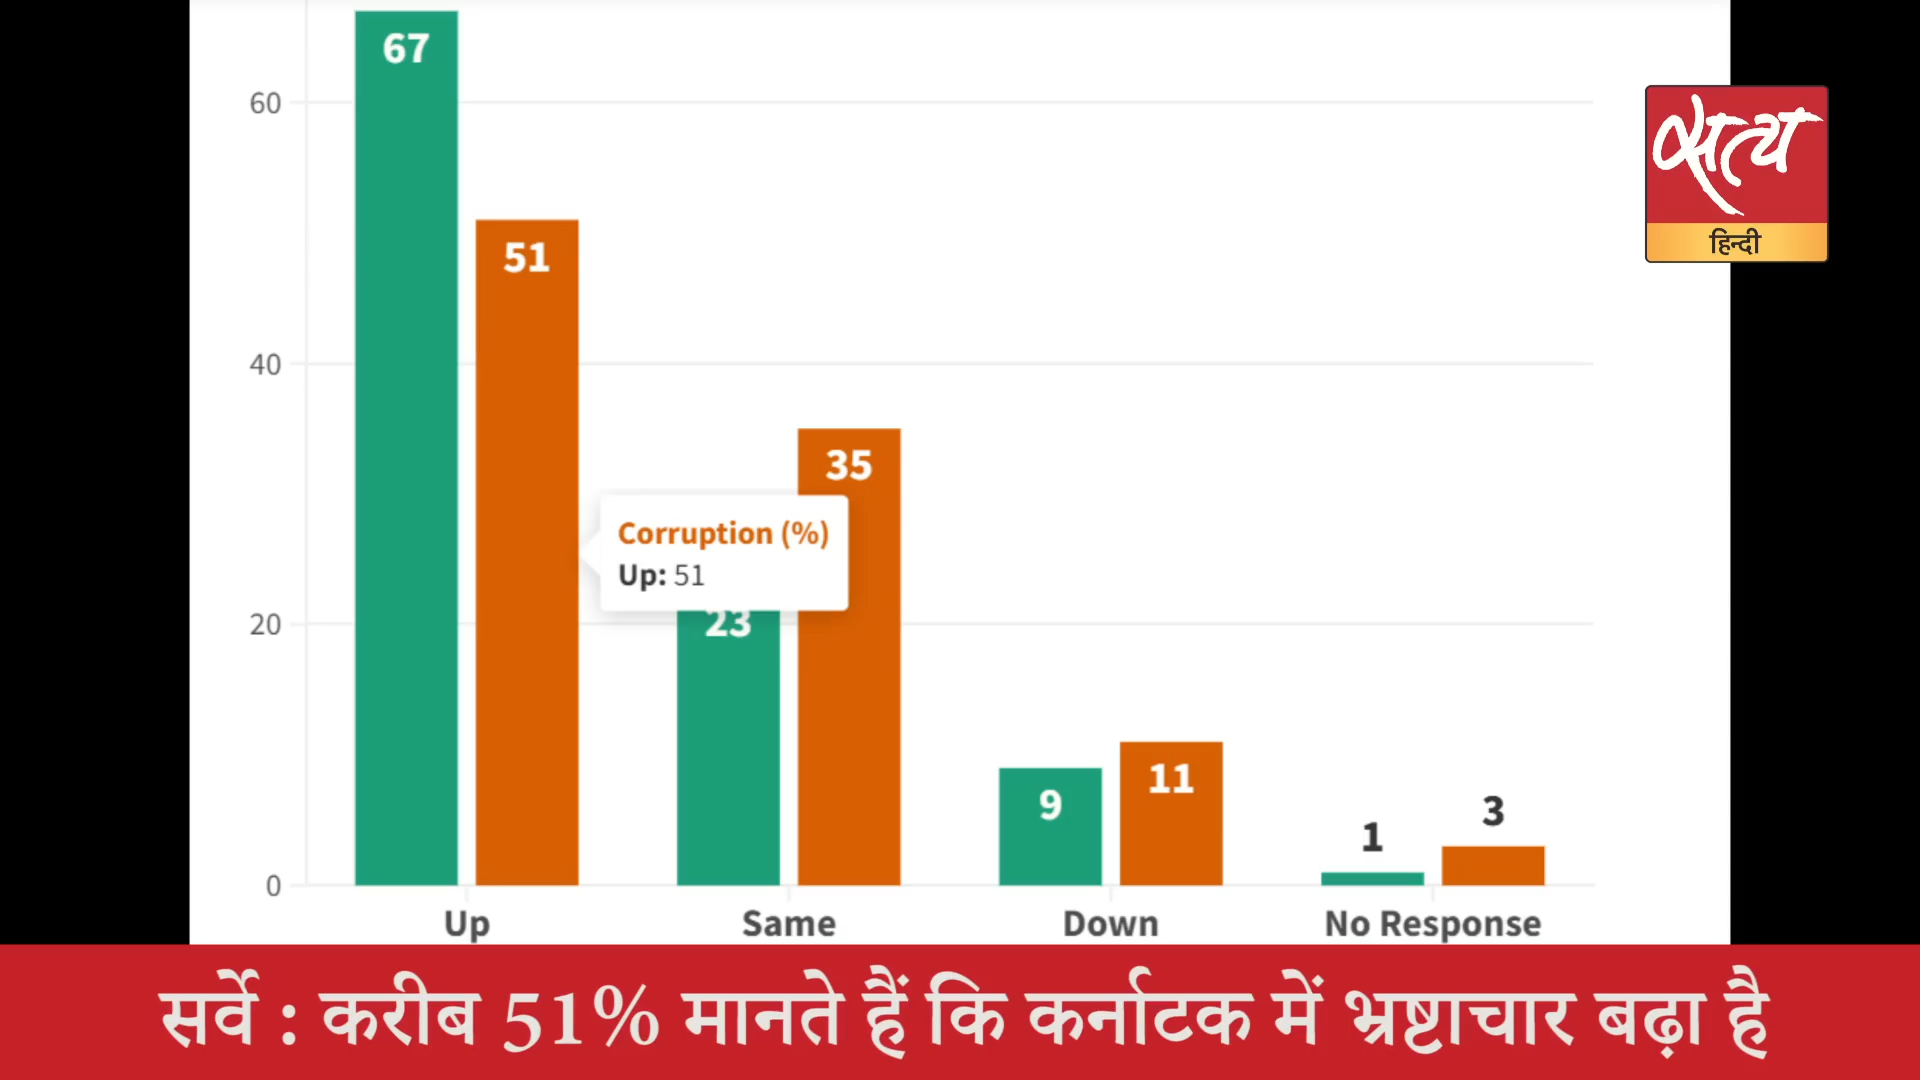 67
60
सत्य
हिन्दी
51
40
35
Corruption (%)
Up: 51
23
20
11
9
3
1
0
Up Same Down No Response
सर्वे : करीब 51% मानते हैं कि कर्नाटक में भ्रष्टाचार बढ़ा है